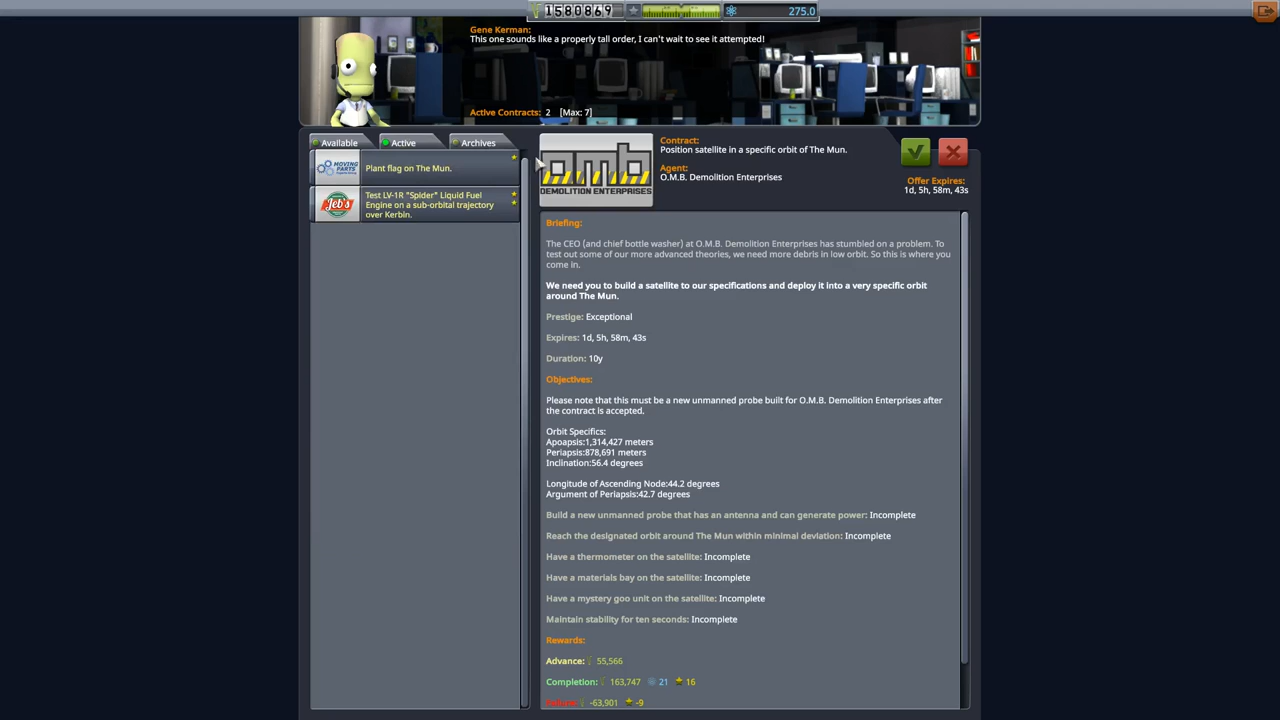 1580869
275.0
Gene Kerman:
This one sounds like a properly tall order, I can't wait to see it attempted!
Active Contracts: 2 [Max: 7]
Available
Active
Archives
MOVING PARTS
Plant flag on The Mun.
Jeb's
Test LV-1R "Spider" Liquid Fuel
Engine on a sub-orbital trajectory
over Kerbin.
omb
DEMOLITION ENTERPRISES
Contract:
Position satellite in a specific orbit of The Mun.
Agent:
O.M.B. Demolition Enterprises
Offer Expires:
1d, 5h, 58m, 43s
Briefing:
The CEO (and chief bottle washer) at O.M.B. Demolition Enterprises has stumbled on a problem. To
test out some of our more advanced theories, we need more debris in low orbit. So this is where you
come in.
We need you to build a satellite to our specifications and deploy it into a very specific orbit
around The Mun.
Prestige: Exceptional
Expires: 1d, 5h, 58m, 43s
Duration: 10y
Objectives:
Please note that this must be a new unmanned probe built for O.M.B. Demolition Enterprises after
the contract is accepted,
Orbit Specifics:
Apoapsis:1,314,427 meters
Periapsis:878,691 meters
Inclination:56.4 degrees
Longitude of Ascending Node:44.2 degrees
Argument of Periapsis:42.7 degrees
Build a new unmanned probe that has an antenna and can generate power: Incomplete
Reach the designated orbit around The Mun within minimal deviation: Incomplete
Have a thermometer on the satellite: Incomplete
Have a materials bay on the satellite: Incomplete
Have a mystery goo unit on the satellite: Incomplete
Maintain stability for ten seconds: Incomplete
Rewards:
Advance: 55,566
Completion: 163,747 21 16
-63,901 -9